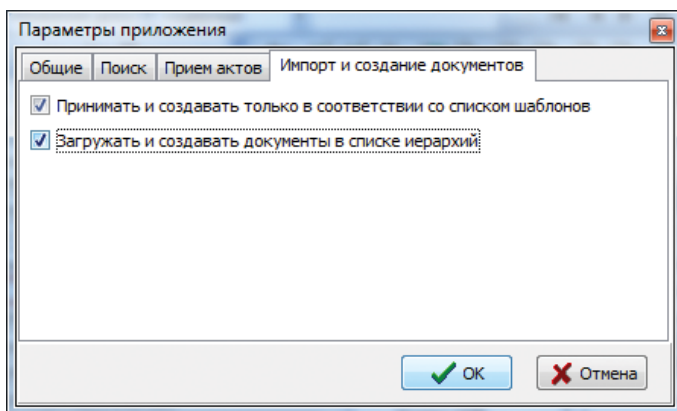 Параметры приложения
Общие Поиск Прием актов Импорт и создание документов
Принимать и создавать только в соответствии со списком шаблонов
Загружать и создавать документы в списке иерархий
OK Отмена